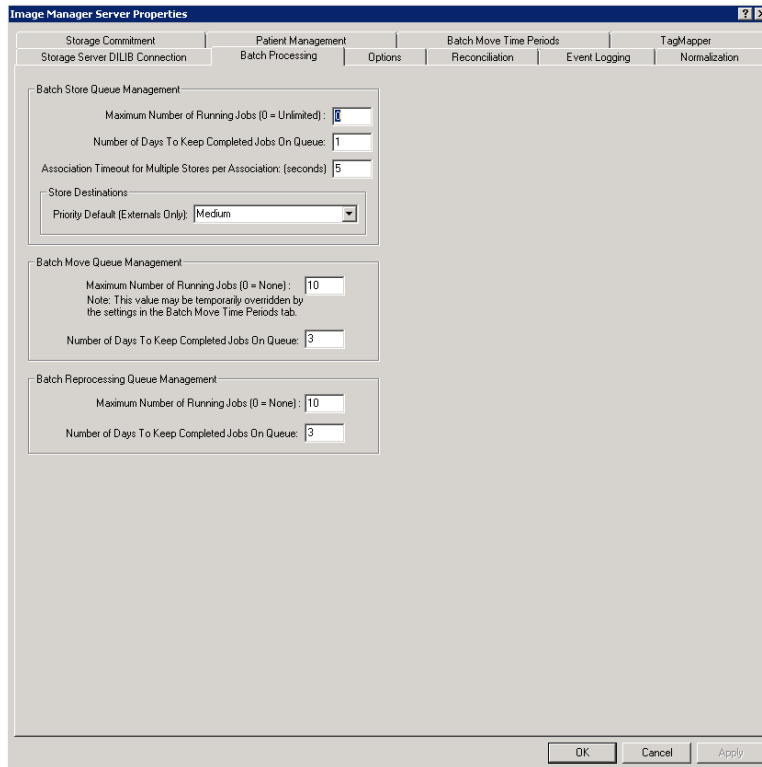 Image Manager Server Properties
Storage Commitment
Patient Management
Batch Move Time Periods
TagMapper
Storage Server DILIB Connection
Batch Processing
Options
Reconciliation
Event Logging
Normalization
Batch Store Queue Management
Maximum Number of Running Jobs (0 = Unlimited) : 0
Number of Days To Keep Completed Jobs On Queue: 1
Association Timeout for Multiple Stores per Association: (seconds) 5
Store Destinations
Priority Default (Externals Only): Medium
Batch Move Queue Management
Maximum Number of Running Jobs (0 = None) : 10
Note: This value may be temporarily overridden by
the settings in the Batch Move Time Periods tab.
Number of Days To Keep Completed Jobs On Queue: 3
Batch Reprocessing Queue Management
Maximum Number of Running Jobs (0 = None) : 10
Number of Days To Keep Completed Jobs On Queue: 3
OK
Cancel
Apply